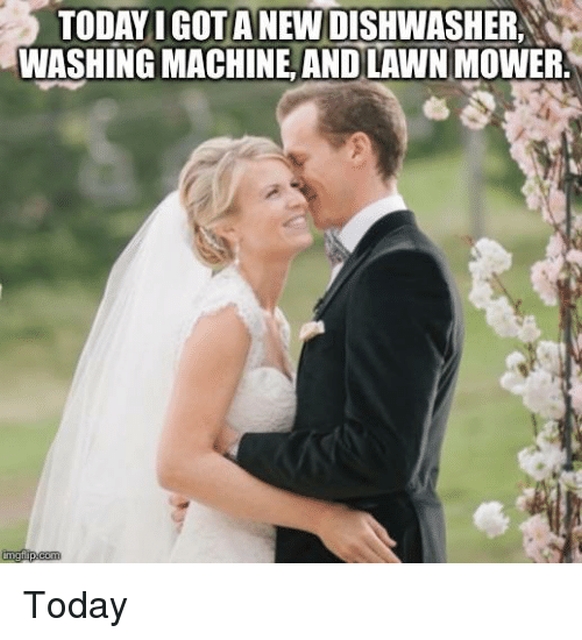 TODAY I GOT A NEW DISHWASHER,
WASHING MACHINE, AND LAWN MOWER.
imgflip.com
Today